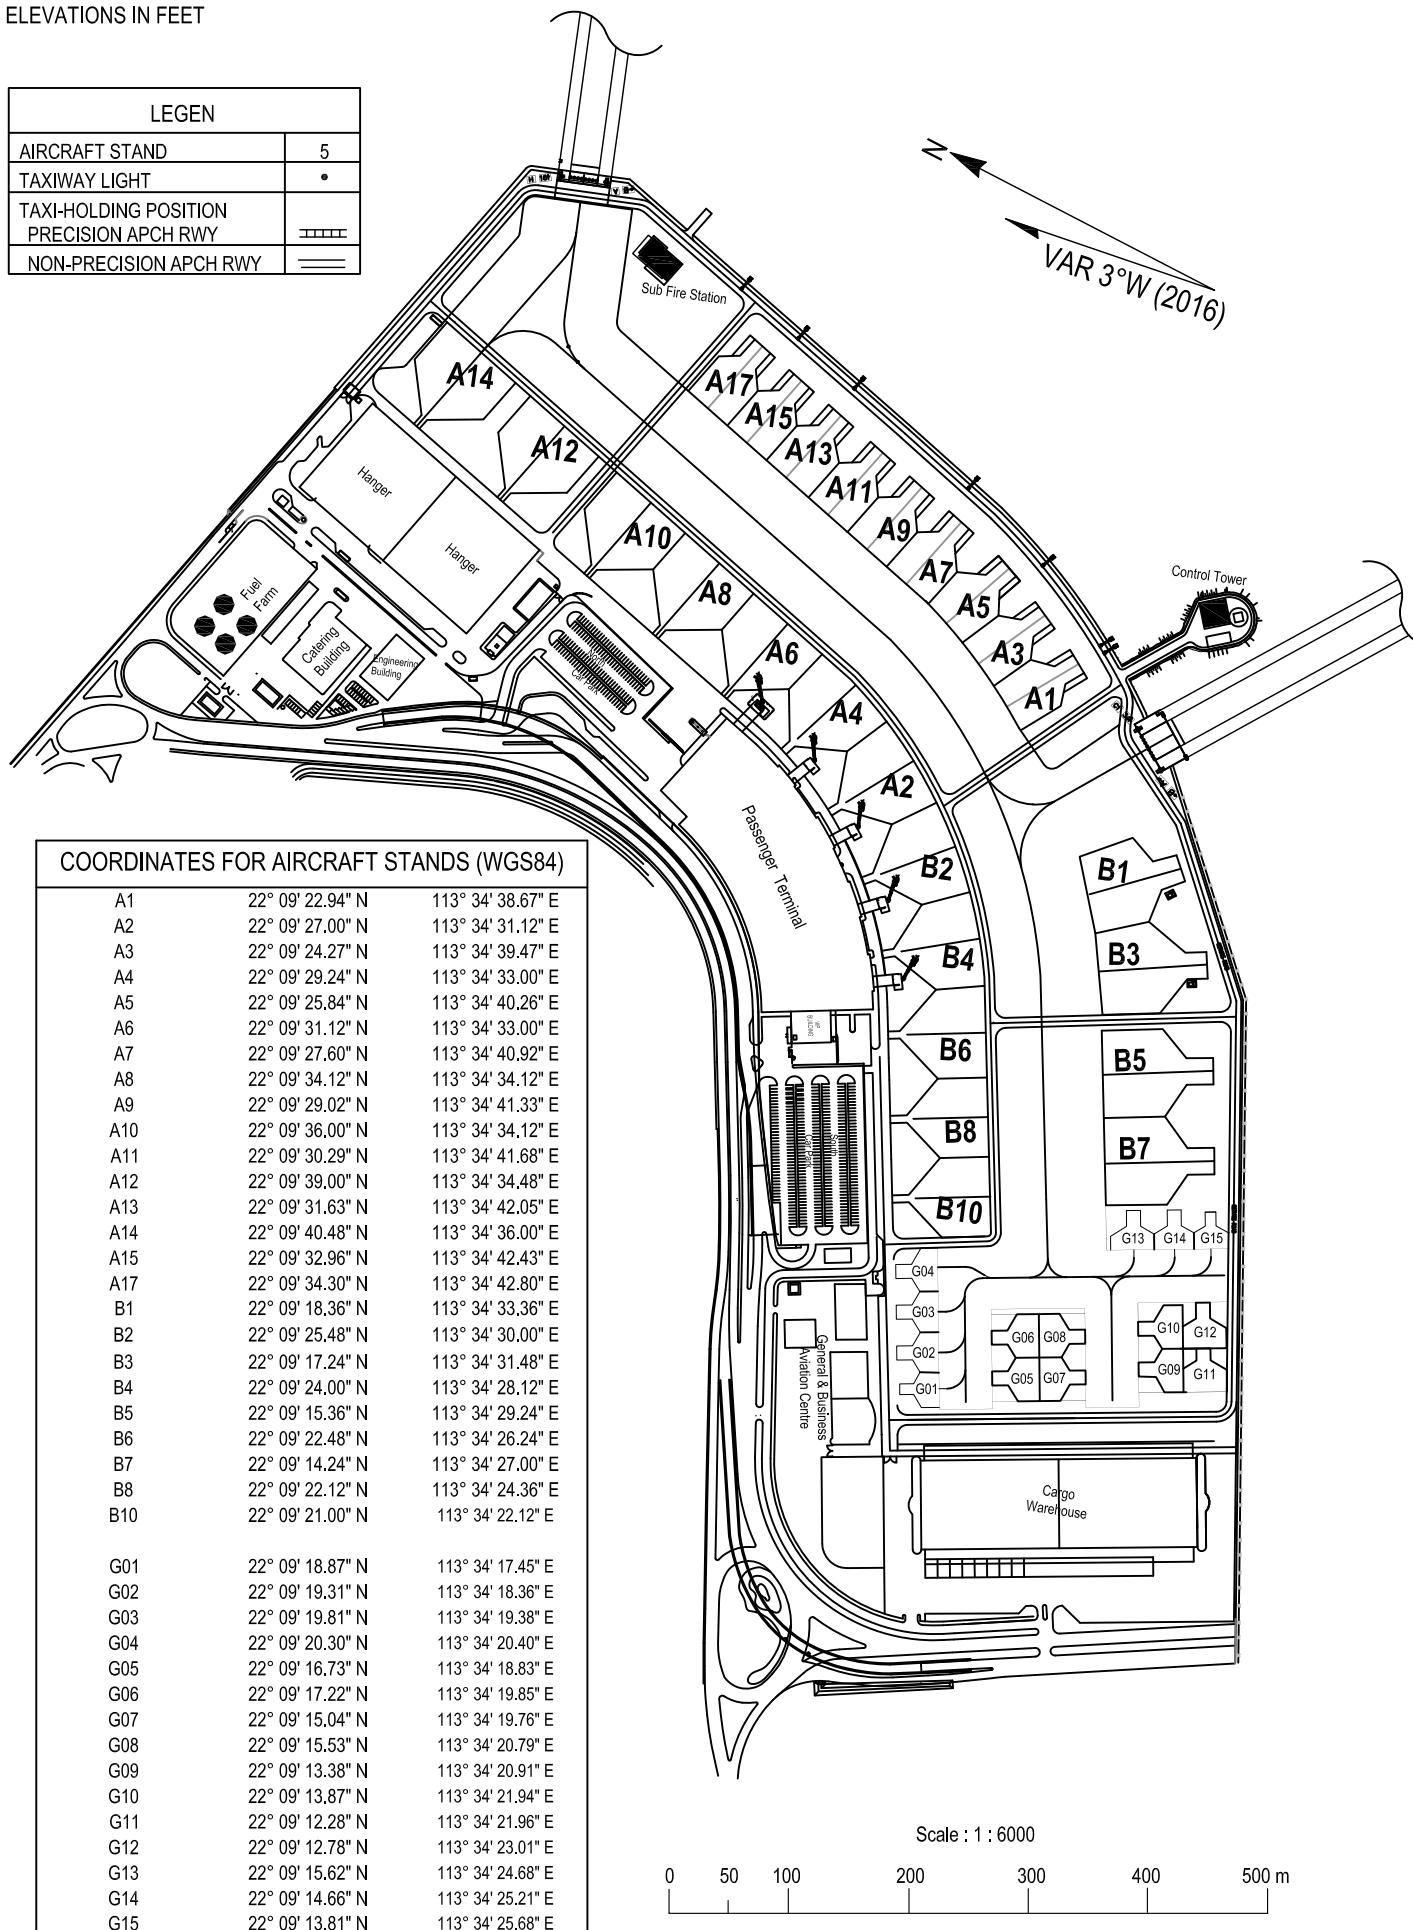 ELEVATIONS IN FEET
LEGEN
AIRCRAFT STAND 5
TAXIWAY LIGHT
TAXI-HOLDING POSITION
PRECISION APCH RWY
NON-PRECISION APCH RWY
N
VAR 3°W (2016)
Sub Fire Station
A17
A15
A13
A11
A9
A7
A5
A3
A1
A14
A12
A10
A8
A6
A4
A2
B2
B4
B6
B8
B10
B1
B3
B5
B7
Control Tower
Hanger
Hanger
Fuel
Farm
Catering
Building
Engineering
Building
North
Car Park
Passenger Terminal
VIP
BUILDING
South
Car Park
G13
G14
G15
G04
G03
G02
G01
G06
G08
G05
G07
G10
G12
G09
G11
General & Business
Aviation Centre
Cargo
Warehouse
COORDINATES FOR AIRCRAFT STANDS (WGS84)
A1 22° 09' 22.94" N 113° 34' 38.67" E
A2 22° 09' 27.00" N 113° 34' 31.12" E
A3 22° 09' 24.27" N 113° 34' 39.47" E
A4 22° 09' 29.24" N 113° 34' 33.00" E
A5 22° 09' 25.84" N 113° 34' 40.26" E
A6 22° 09' 31.12" N 113° 34' 33.00" E
A7 22° 09' 27.60" N 113° 34' 40.92" E
A8 22° 09' 34.12" N 113° 34' 34.12" E
A9 22° 09' 29.02" N 113° 34' 41.33" E
A10 22° 09' 36.00" N 113° 34' 34.12" E
A11 22° 09' 30.29" N 113° 34' 41.68" E
A12 22° 09' 39.00" N 113° 34' 34.48" E
A13 22° 09' 31.63" N 113° 34' 42.05" E
A14 22° 09' 40.48" N 113° 34' 36.00" E
A15 22° 09' 32.96" N 113° 34' 42.43" E
A17 22° 09' 34.30" N 113° 34' 42.80" E
B1 22° 09' 18.36" N 113° 34' 33.36" E
B2 22° 09' 25.48" N 113° 34' 30.00" E
B3 22° 09' 17.24" N 113° 34' 31.48" E
B4 22° 09' 24.00" N 113° 34' 28.12" E
B5 22° 09' 15.36" N 113° 34' 29.24" E
B6 22° 09' 22.48" N 113° 34' 26.24" E
B7 22° 09' 14.24" N 113° 34' 27.00" E
B8 22° 09' 22.12" N 113° 34' 24.36" E
B10 22° 09' 21.00" N 113° 34' 22.12" E
G01 22° 09' 18.87" N 113° 34' 17.45" E
G02 22° 09' 19.31" N 113° 34' 18.36" E
G03 22° 09' 19.81" N 113° 34' 19.38" E
G04 22° 09' 20.30" N 113° 34' 20.40" E
G05 22° 09' 16.73" N 113° 34' 18.83" E
G06 22° 09' 17.22" N 113° 34' 19.85" E
G07 22° 09' 15.04" N 113° 34' 19.76" E
G08 22° 09' 15.53" N 113° 34' 20.79" E
G09 22° 09' 13.38" N 113° 34' 20.91" E
G10 22° 09' 13.87" N 113° 34' 21.94" E
G11 22° 09' 12.28" N 113° 34' 21.96" E
G12 22° 09' 12.78" N 113° 34' 23.01" E
G13 22° 09' 15.62" N 113° 34' 24.68" E
G14 22° 09' 14.66" N 113° 34' 25.21" E
G15 22° 09' 13.81" N 113° 34' 25.68" E
Scale : 1 : 6000
0 50 100 200 300 400 500 m